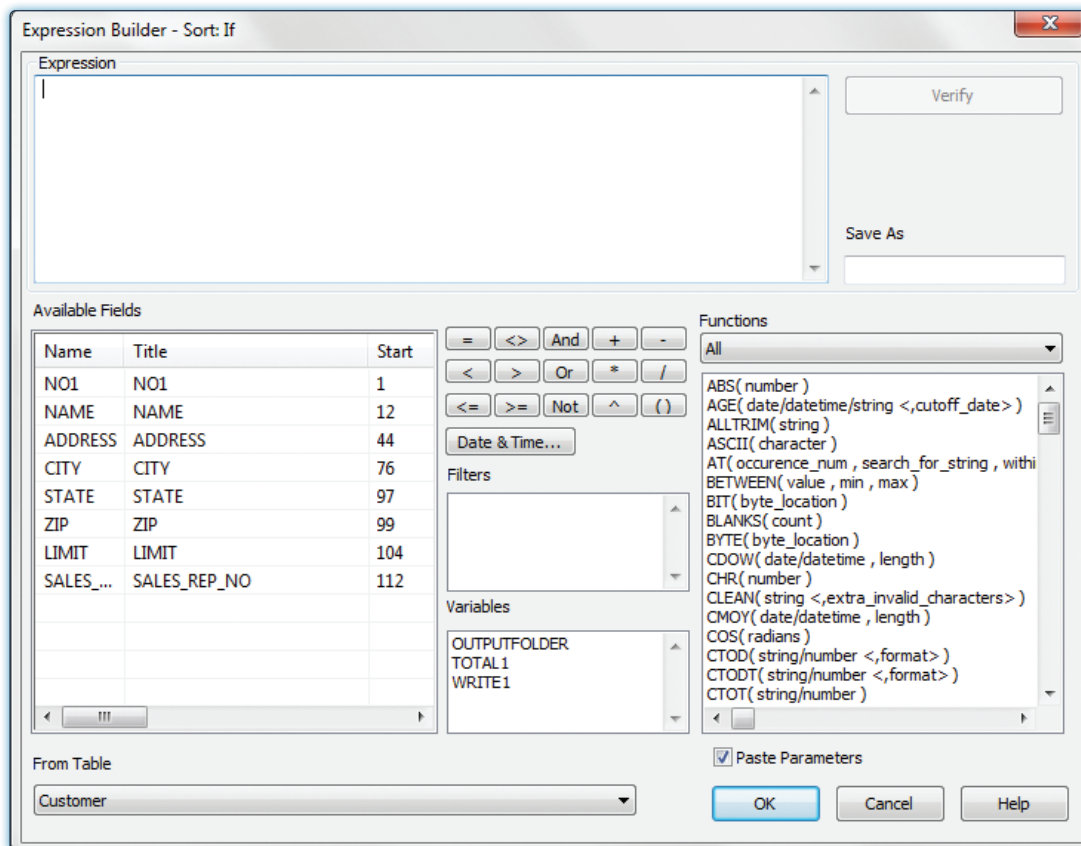 Expression Builder - Sort: If
Expression
Verify
Save As
Available Fields
Name Title Start
NO1 NO1 1
NAME NAME 12
ADDRESS ADDRESS 44
CITY CITY 76
STATE STATE 97
ZIP ZIP 99
LIMIT LIMIT 104
SALES_... SALES_REP_NO 112
= <> And + -
< > Or * /
<= >= Not ^ ( )
Date & Time...
Filters
Variables
OUTPUTFOLDER
TOTAL1
WRITE1
Functions
All
ABS( number )
AGE( date/datetime/string <,cutoff_date> )
ALLTRIM( string )
ASCII( character )
AT( occurence_num , search_for_string , withi
BETWEEN( value , min , max )
BIT( byte_location )
BLANKS( count )
BYTE( byte_location )
CDOW( date/datetime , length )
CHR( number )
CLEAN( string <,extra_invalid_characters> )
CMOY( date/datetime , length )
COS( radians )
CTOD( string/number <,format> )
CTODT( string/number <,format> )
CTOT( string/number )
Paste Parameters
From Table
Customer
OK Cancel Help